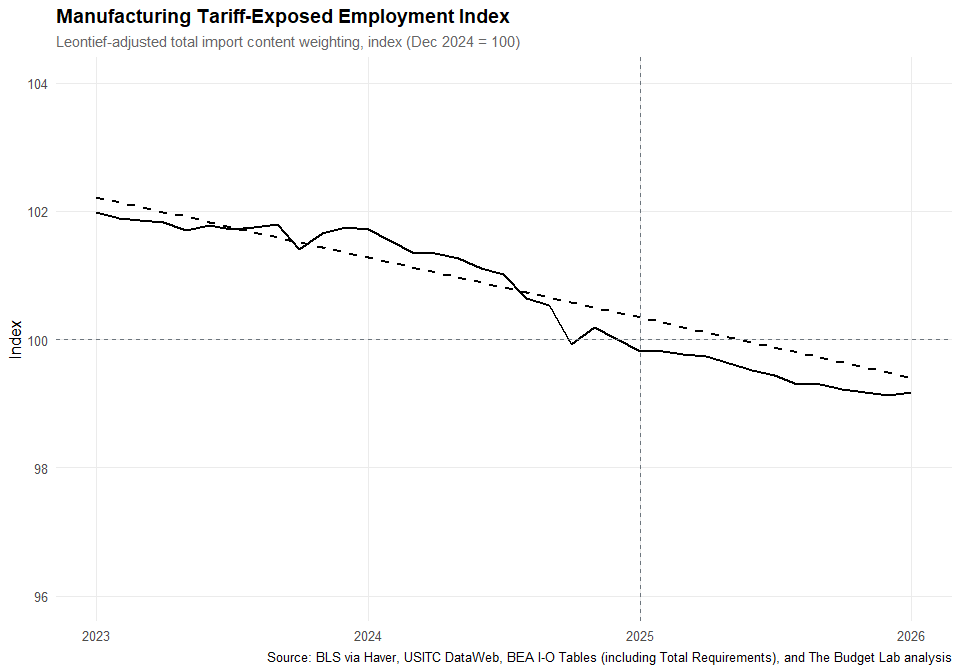 Manufacturing Tariff-Exposed Employment Index
Leontief-adjusted total import content weighting, index (Dec 2024 = 100)
104
102
100
98
96
Index
2023
2024
2025
2026
Source: BLS via Haver, USITC DataWeb, BEA I-O Tables (including Total Requirements), and The Budget Lab analysis